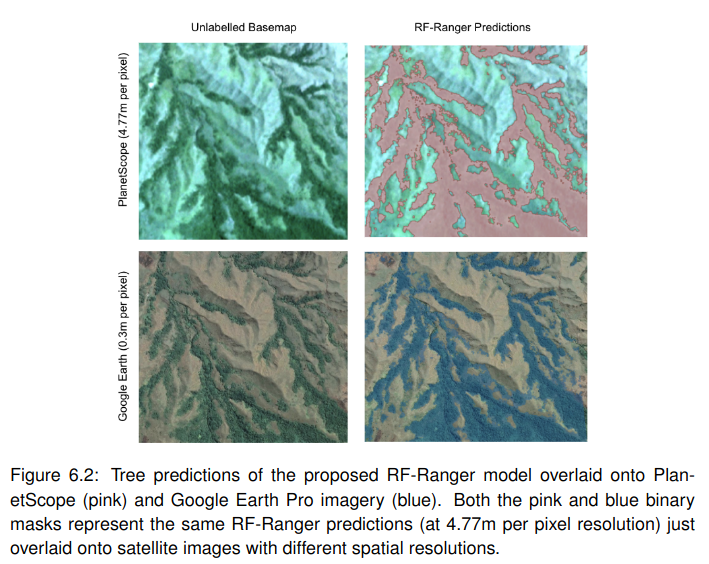 Unlabelled Basemap
RF-Ranger Predictions
PlanetScope (4.77m per pixel)
Google Earth (0.3m per pixel)
Figure 6.2: Tree predictions of the proposed RF-Ranger model overlaid onto Plan-
etScope (pink) and Google Earth Pro imagery (blue). Both the pink and blue binary
masks represent the same RF-Ranger predictions (at 4.77m per pixel resolution) just
overlaid onto satellite images with different spatial resolutions.